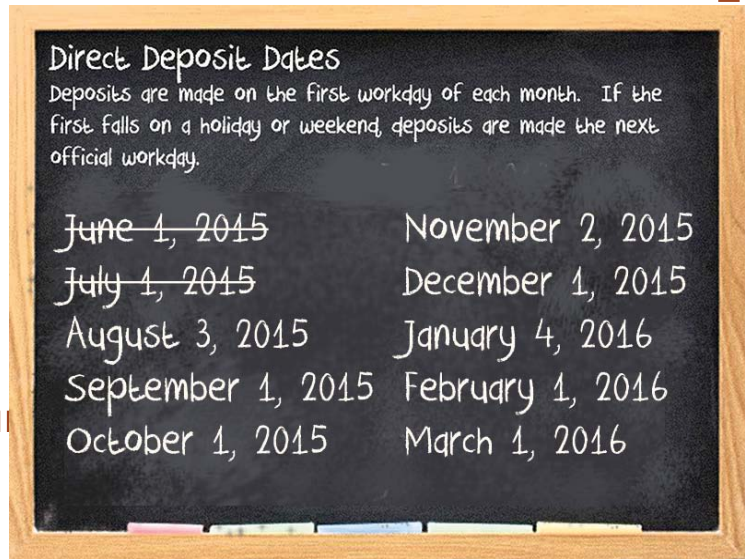 Direct Deposit Dates
Deposits are made on the first workday of each month. If the
first falls on a holiday or weekend, deposits are made the next
official workday.
June 1, 2015
July 1, 2015
August 3, 2015
September 1, 2015
October 1, 2015
November 2, 2015
December 1, 2015
January 4, 2016
February 1, 2016
March 1, 2016